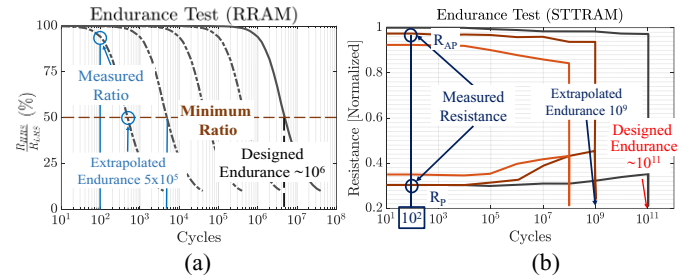 Endurance Test (RRAM)
(a)
100
75
50
25
0
R_HRS/R_LRS (%)
Measured
Ratio
Minimum
Ratio
Extrapolated
Endurance 5x10^5
Designed
Endurance ~10^6
10^1 10^2 10^3 10^4 10^5 10^6 10^7 10^8
Cycles
(a)
Endurance Test (STTRAM)
1
0.8
0.6
0.4
0.2
Resistance [Normalized]
R_AP
Measured
Resistance
Extrapolated
Endurance 10^9
Designed
Endurance
~10^11
R_P
10^1 10^2 10^3 10^5 10^7 10^9 10^11
Cycles
(b)